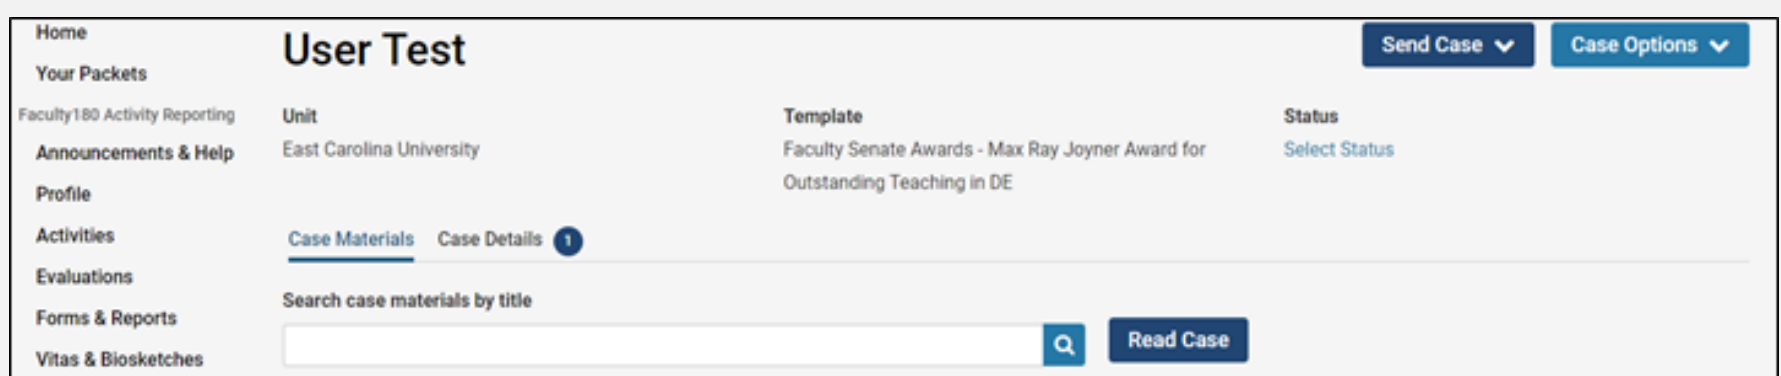 Home
Your Packets
Faculty180 Activity Reporting
Announcements & Help
Profile
Activities
Evaluations
Forms & Reports
Vitas & Biosketches
User Test
Send Case
Case Options
Unit
East Carolina University
Template
Faculty Senate Awards - Max Ray Joyner Award for
Outstanding Teaching in DE
Status
Select Status
Case Materials
Case Details 1
Search case materials by title
Read Case